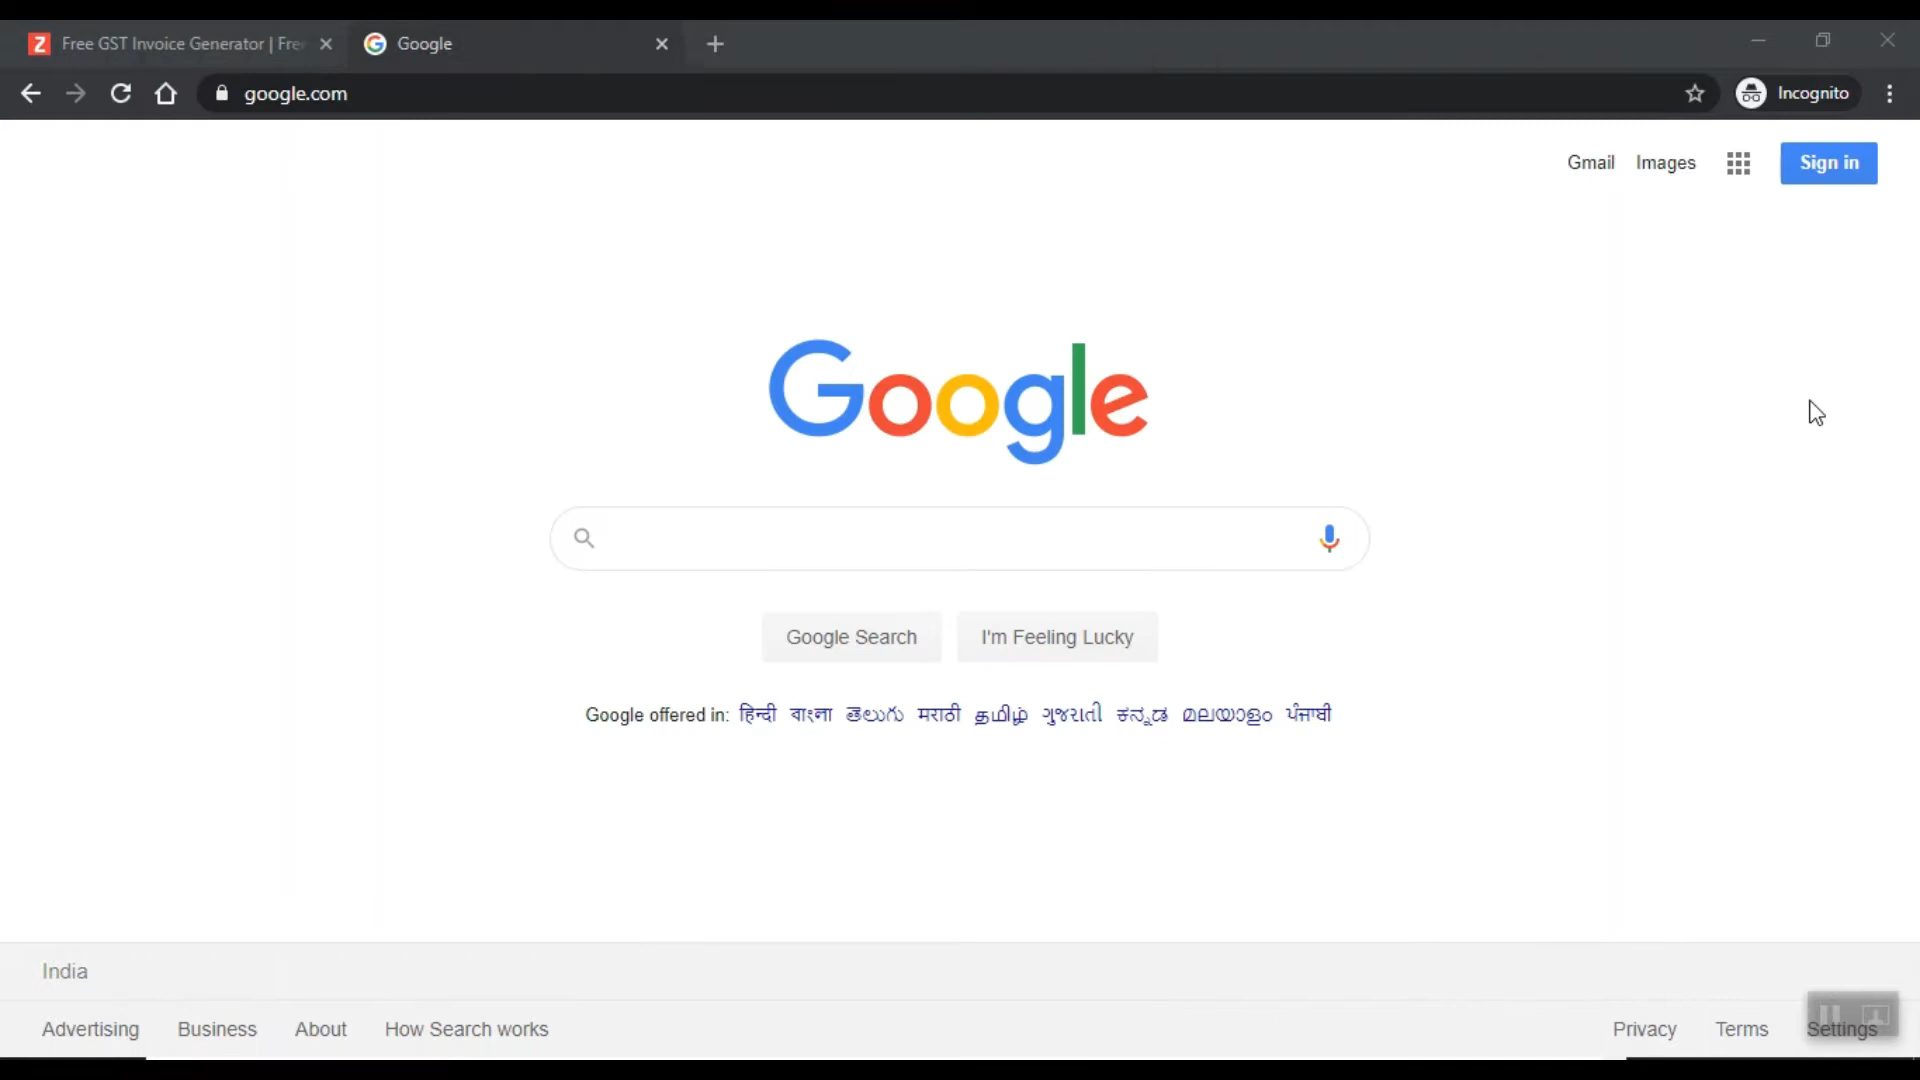 Free GST Invoice Generator | Free
Google
google.com
Incognito
Gmail Images Sign in
Google
Google Search I'm Feeling Lucky
Google offered in: हिन्दी বাংলা తెలుగు मराठी தமிழ் ગુજરાતી ಕನ್ನಡ മലയാളം ਪੰਜਾਬੀ
India
Advertising Business About How Search works Privacy Terms Settings